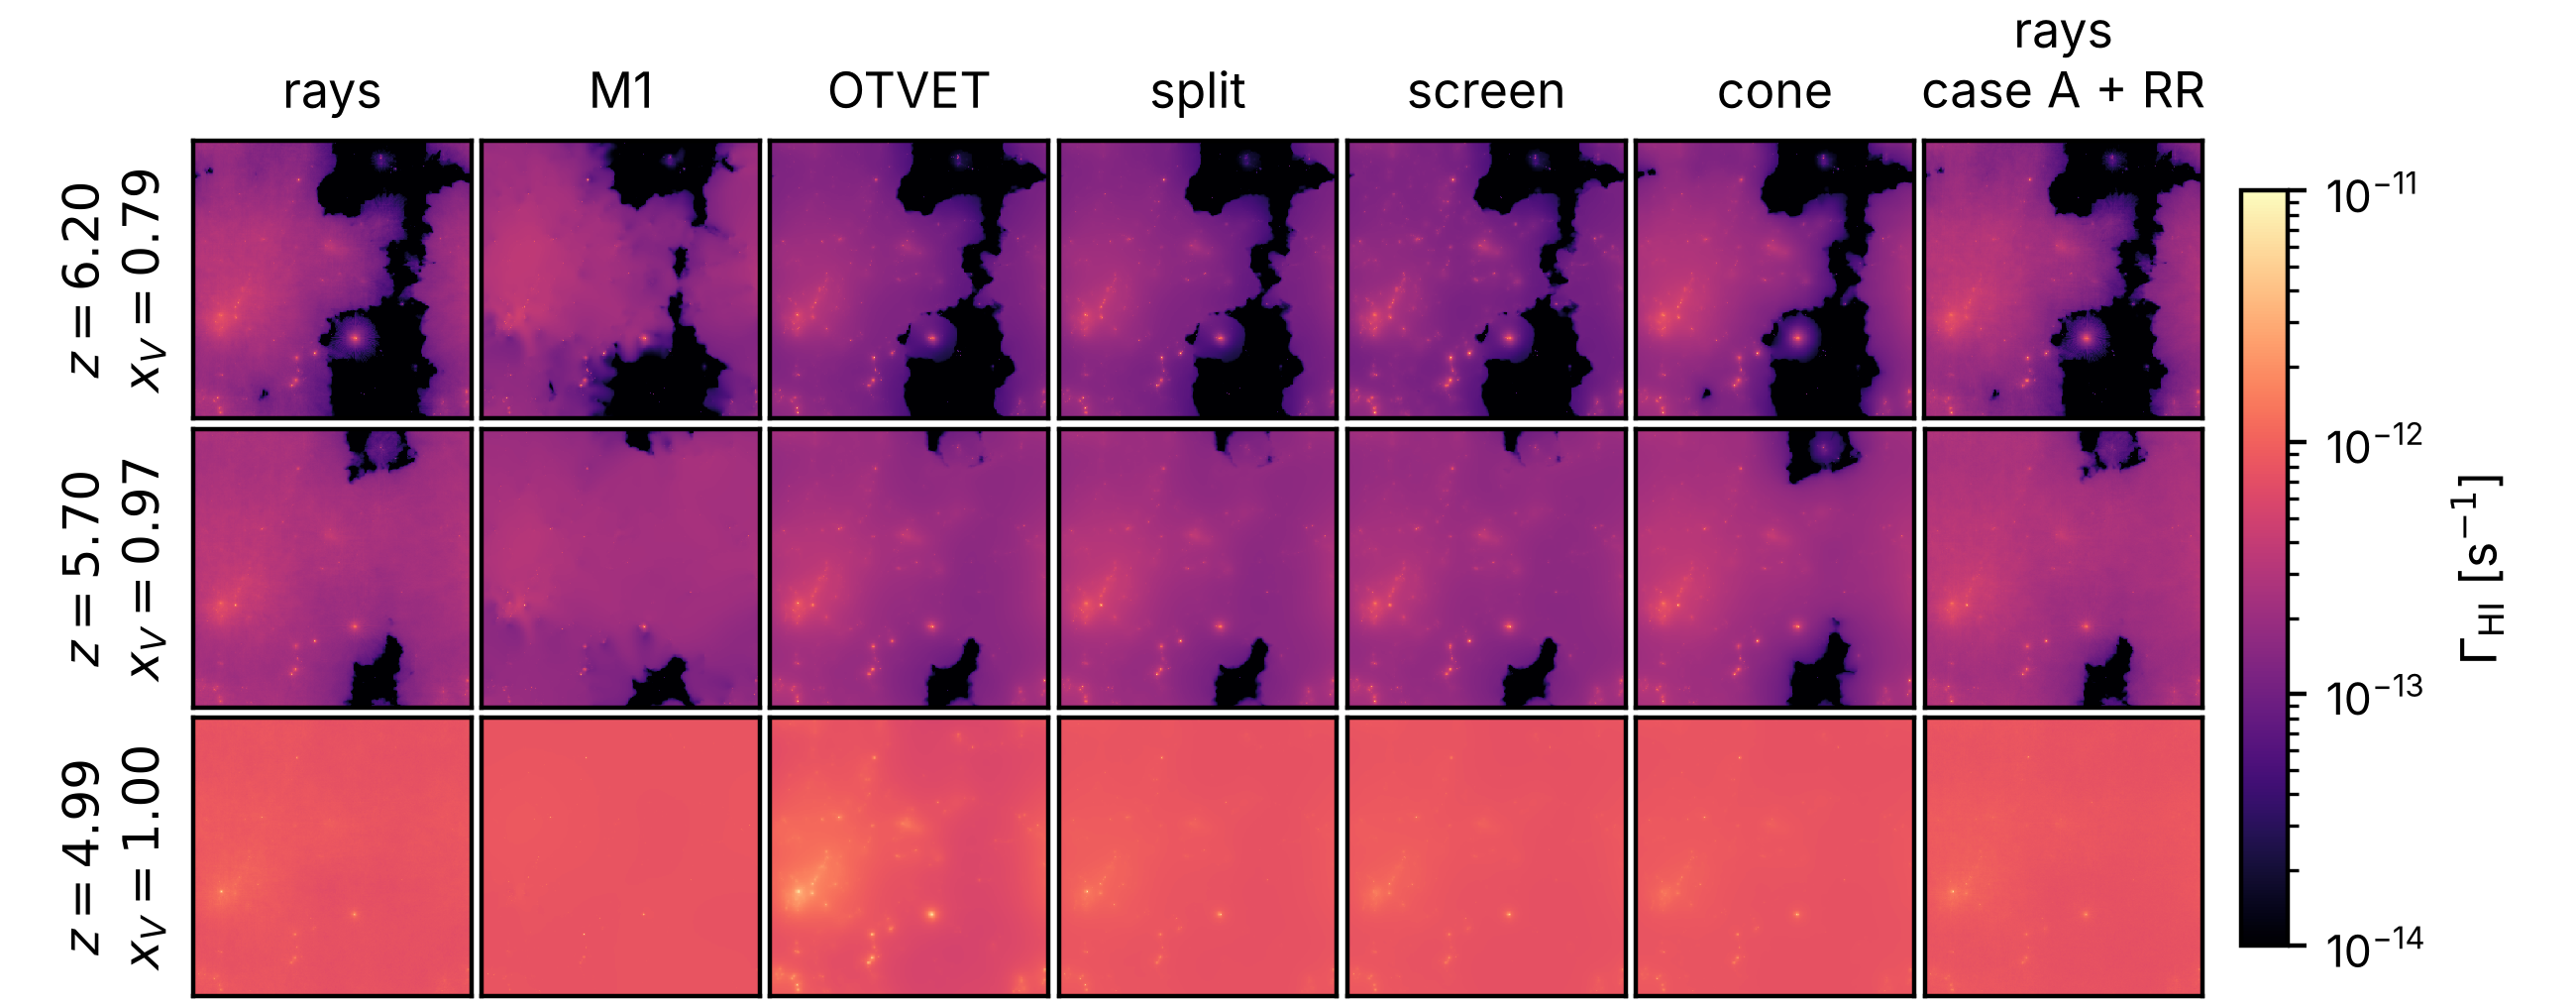 rays
rays M1 OTVET split screen cone case A + RR
z = 6.20
x_V = 0.79
z = 5.70
x_V = 0.97
z = 4.99
x_V = 1.00
10⁻¹¹
10⁻¹²
10⁻¹³
10⁻¹⁴
Γ_HI [s⁻¹]